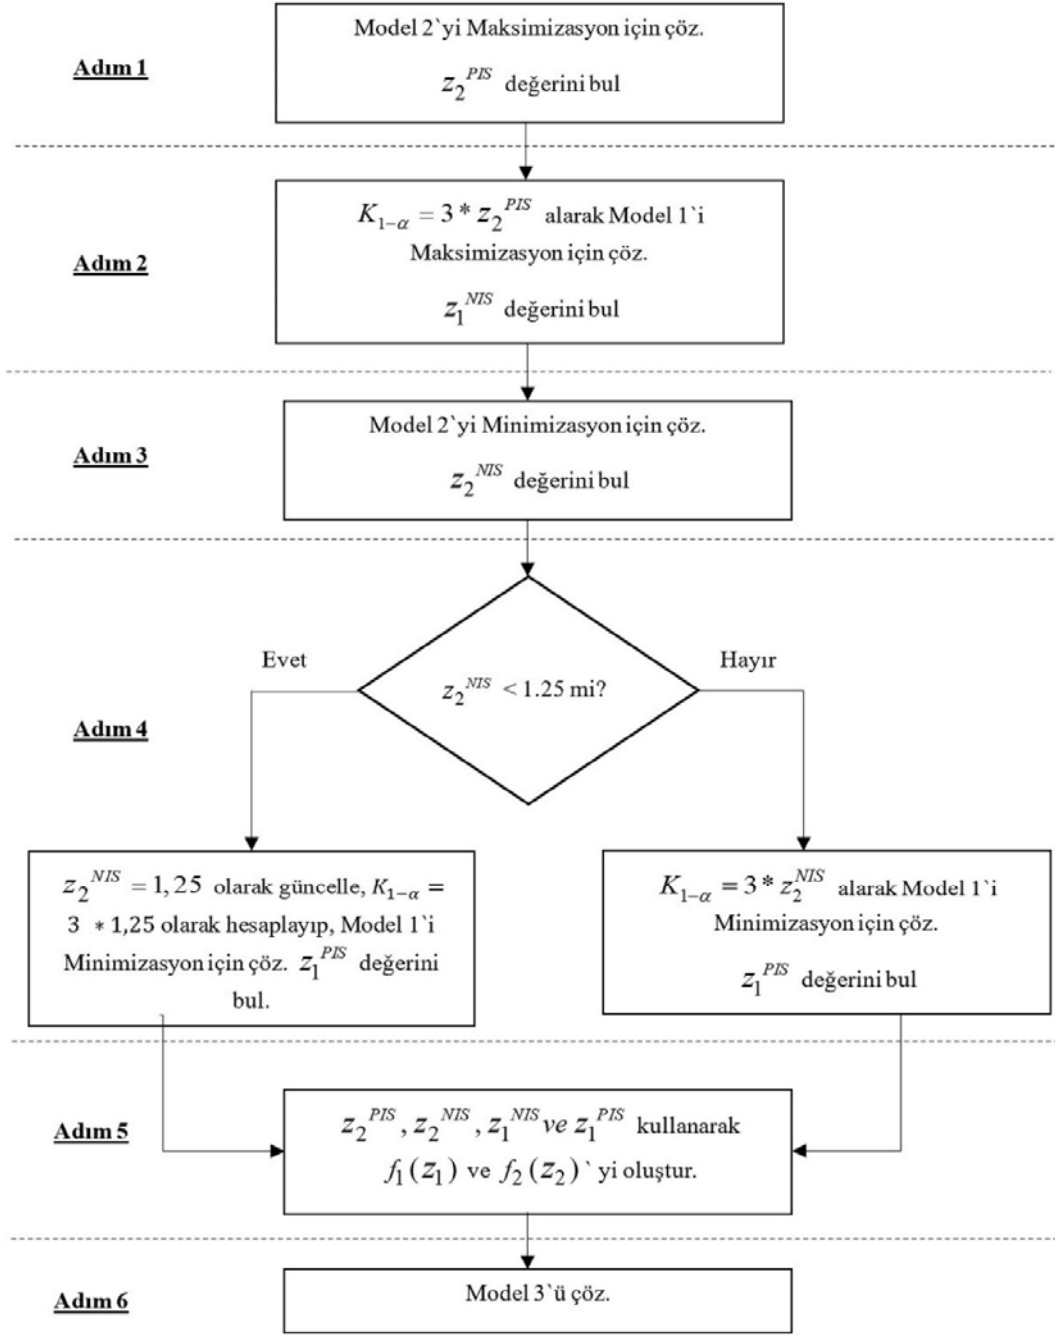 Adım 1
Model 2`yi Maksimizasyon için çöz.
z₂^PIS değerini bul
Adım 2
K₁₋α = 3 * z₂^PIS alarak Model 1`i
Maksimizasyon için çöz.
z₁^NIS değerini bul
Adım 3
Model 2`yi Minimizasyon için çöz.
z₂^NIS değerini bul
Adım 4
Evet
Hayır
z₂^NIS < 1.25 mi?
z₂^NIS = 1, 25 olarak güncelle, K₁₋α =
3 * 1,25 olarak hesaplayıp, Model 1`i
Minimizasyon için çöz. z₁^PIS değerini
bul.
K₁₋α = 3 * z₂^NIS alarak Model 1`i
Minimizasyon için çöz.
z₁^PIS değerini bul
Adım 5
z₂^PIS , z₂^NIS , z₁^NIS ve z₁^PIS kullanarak
f₁(z₁) ve f₂(z₂) ` yi oluştur.
Adım 6
Model 3`ü çöz.